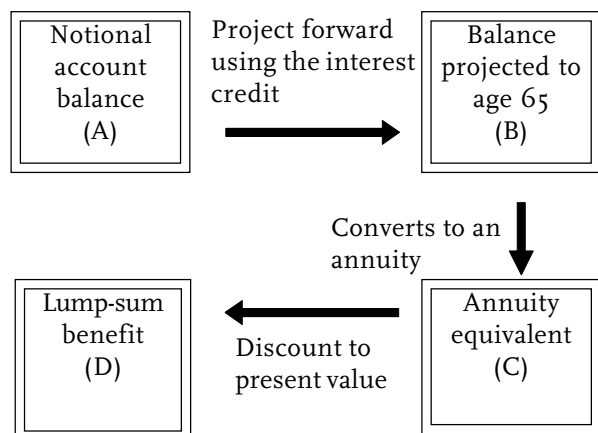 Notional
account
balance
(A)
Project forward
using the interest
credit
Balance
projected to
age 65
(B)
Converts to an
annuity
Annuity
equivalent
(C)
Discount to
present value
Lump-sum
benefit
(D)